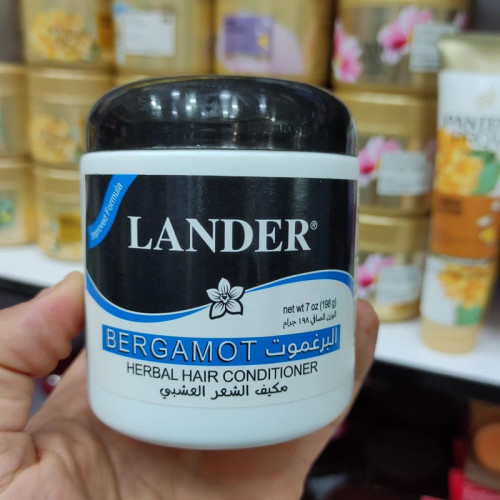 Improved Formula
LANDER®
net wt 7 oz (198 g)
الوزن الصافي ١٩٨ جرام
BERGAMOT البرغموت
HERBAL HAIR CONDITIONER
مكيف الشعر العشبي
PANTENE